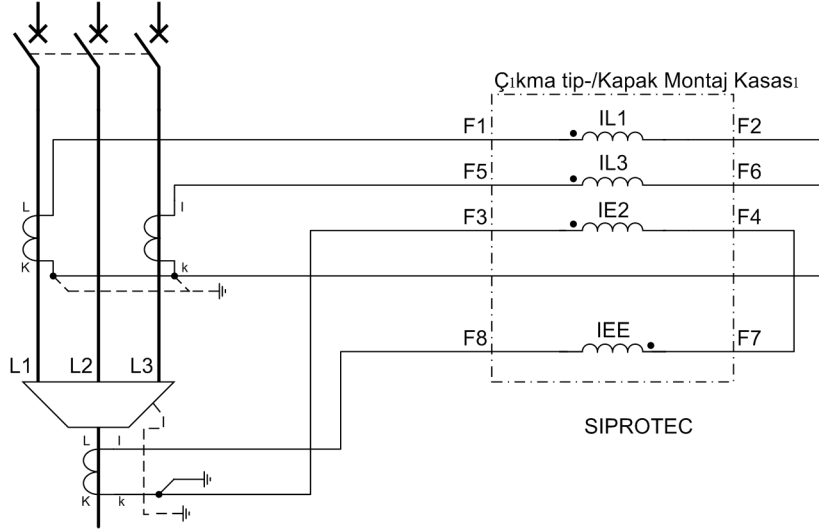 Çıkma tip-/Kapak Montaj Kasası
F1 IL1 F2
F5 IL3 F6
L l F3 IE2 F4
K k
F8 IEE F7
L1 L2 L3
l
SIPROTEC
L l
K k